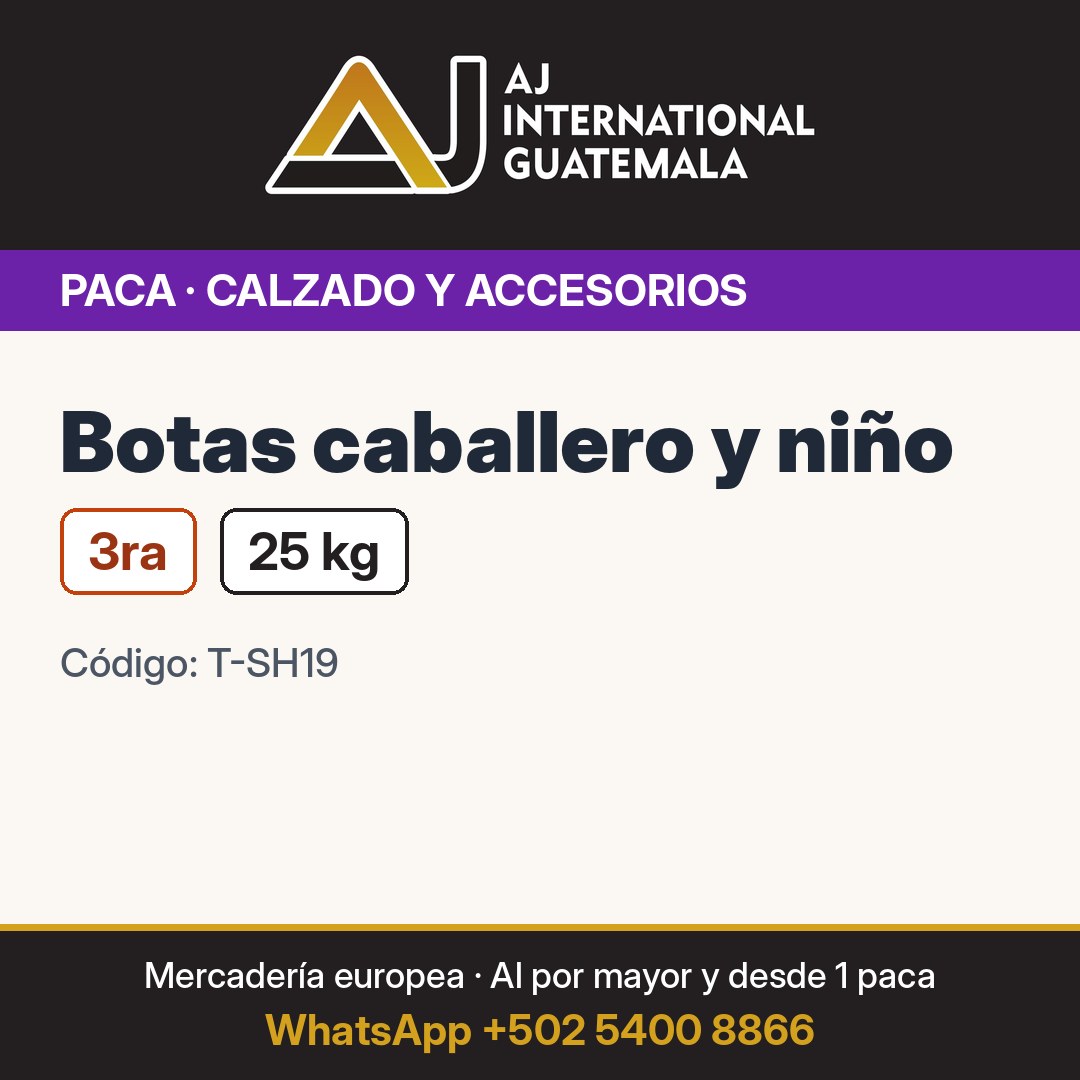 AJ
INTERNATIONAL
GUATEMALA
PACA · CALZADO Y ACCESORIOS
Botas caballero y niño
3ra
25 kg
Código: T-SH19
Mercadería europea · Al por mayor y desde 1 paca
WhatsApp +502 5400 8866